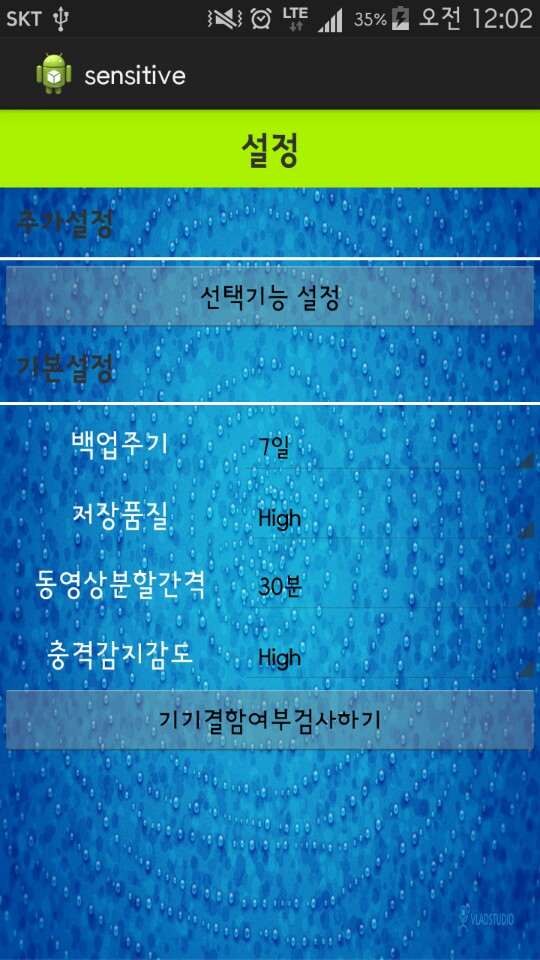 SKT LTE 35% 오전 12:02
sensitive
설정
추가설정
선택기능 설정
기본설정
백업주기 7일
저장품질 High
동영상분할간격 30분
충격감지감도 High
기기결함여부검사하기
VLADSTUDIO